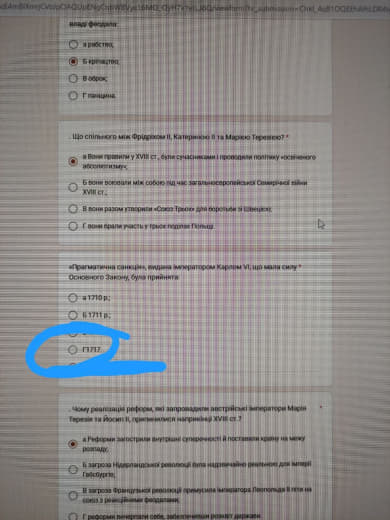 владі феодала:
а рабство;
Б кріпацтво;
В оброк;
Г панщина.
. Що спільного між Фрідріхом ІІ, Катериною ІІ та Марією Терезією? *
а Вони правили у XVIII ст., були сучасниками і проводили політику «освіченого
абсолютизму»;
Б вони воювали між собою під час загальноєвропейської Семирічної війни
XVIII ст.;
В вони разом утворили «Союз Трьох» для боротьби зі Швецією;
Г вони брали участь у трьох поділах Польщі.
«Прагматична санкція», видана імператором Карлом VI, що мала силу *
Основного Закону, була прийнята:
а 1710 р.;
Б 1711 р.;
Г1717.
. Чому реалізація реформ, які запровадили австрійські імператори Марія *
Терезія та Йосип ІІ, припинилася наприкінці XVIII ст.?
а Реформи загострили внутрішні суперечності й поставили країну на межу
розпаду;
Б загроза Нідерландської революції була надзвичайно реальною для імперії
Габсбургів;
В загроза Французької революції примусила імператора Леопольда ІІ піти на
союз з реакційними феодалами;
Г реформи вичерпали себе, забезпечивши розквіт держави.